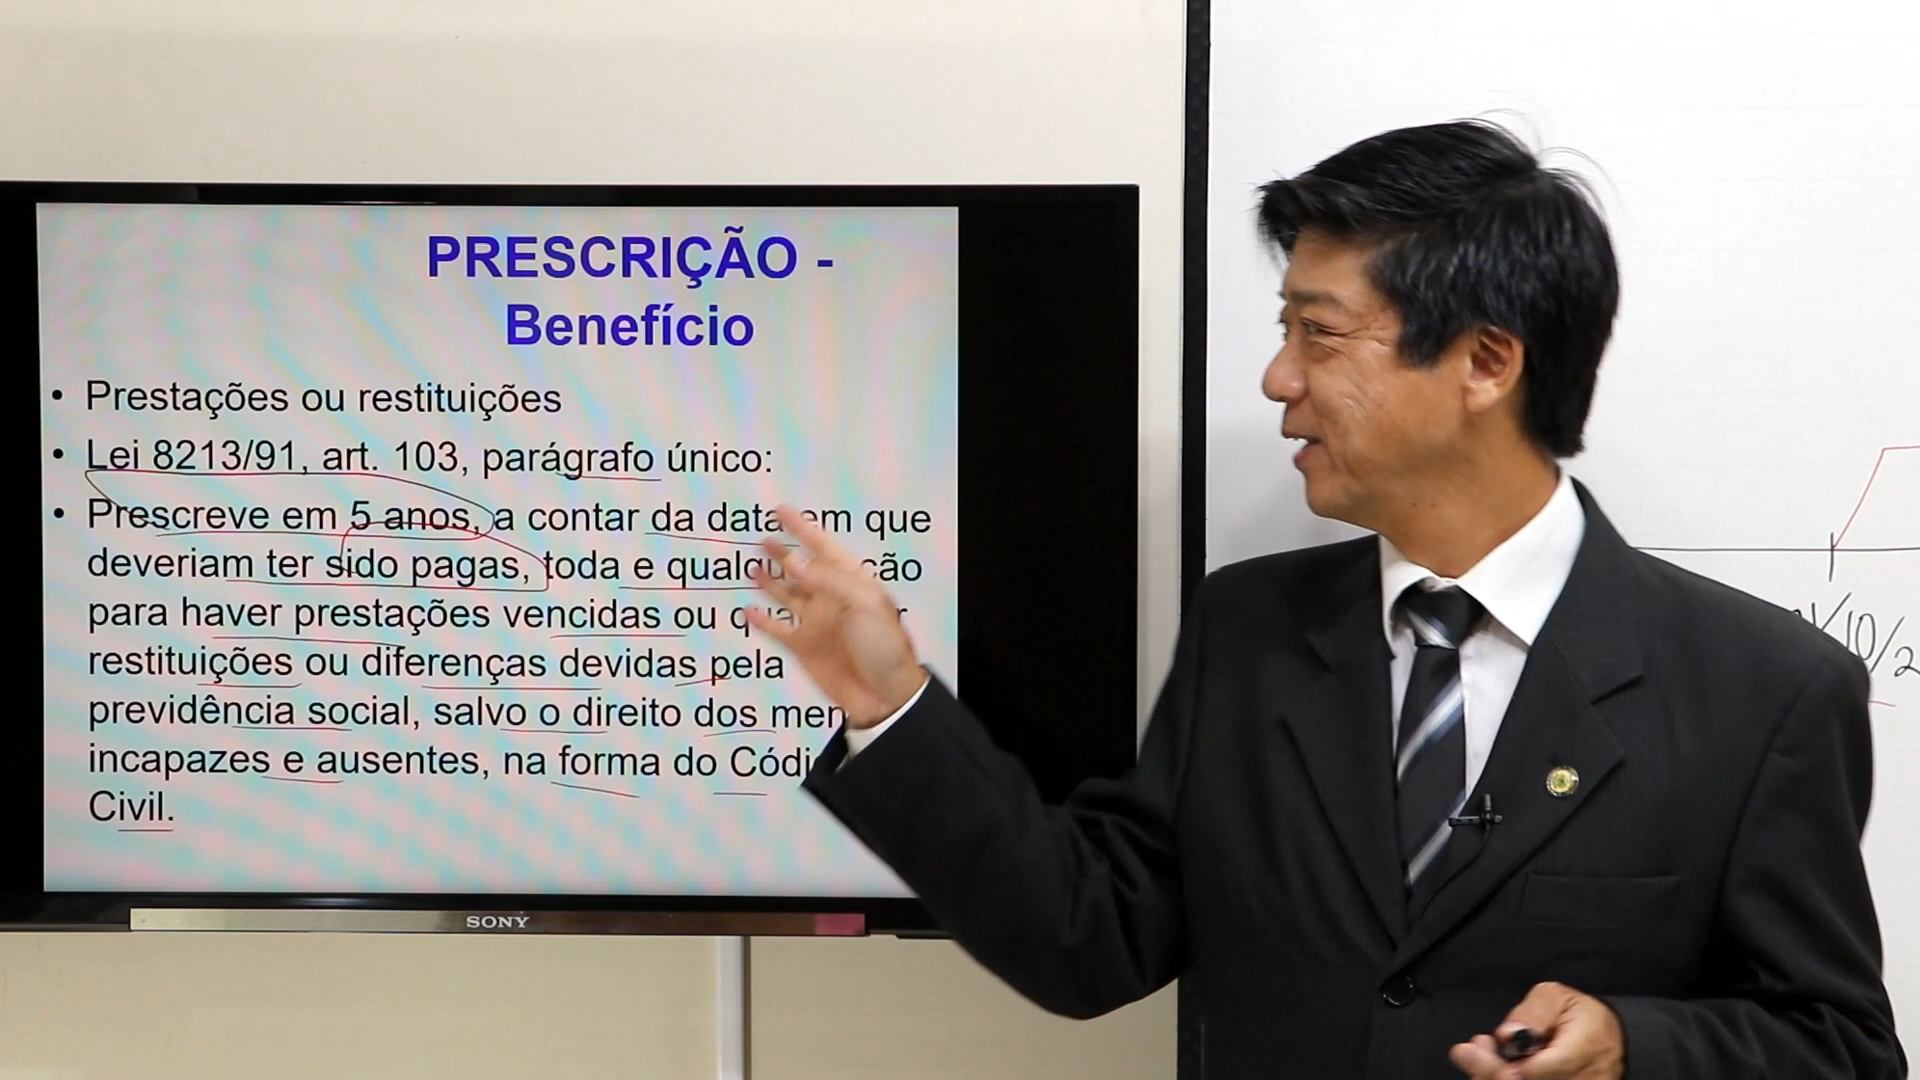 PRESCRIÇÃO -
Benefício
• Prestações ou restituições
• Lei 8213/91, art. 103, parágrafo único:
• Prescreve em 5 anos, a contar da data em que
deveriam ter sido pagas, toda e
para haver prestações vencidas ou
restituições ou diferenças devidas pela
previdência social, salvo o direito dos
incapazes e ausentes, na forma do
Civil.
SONY